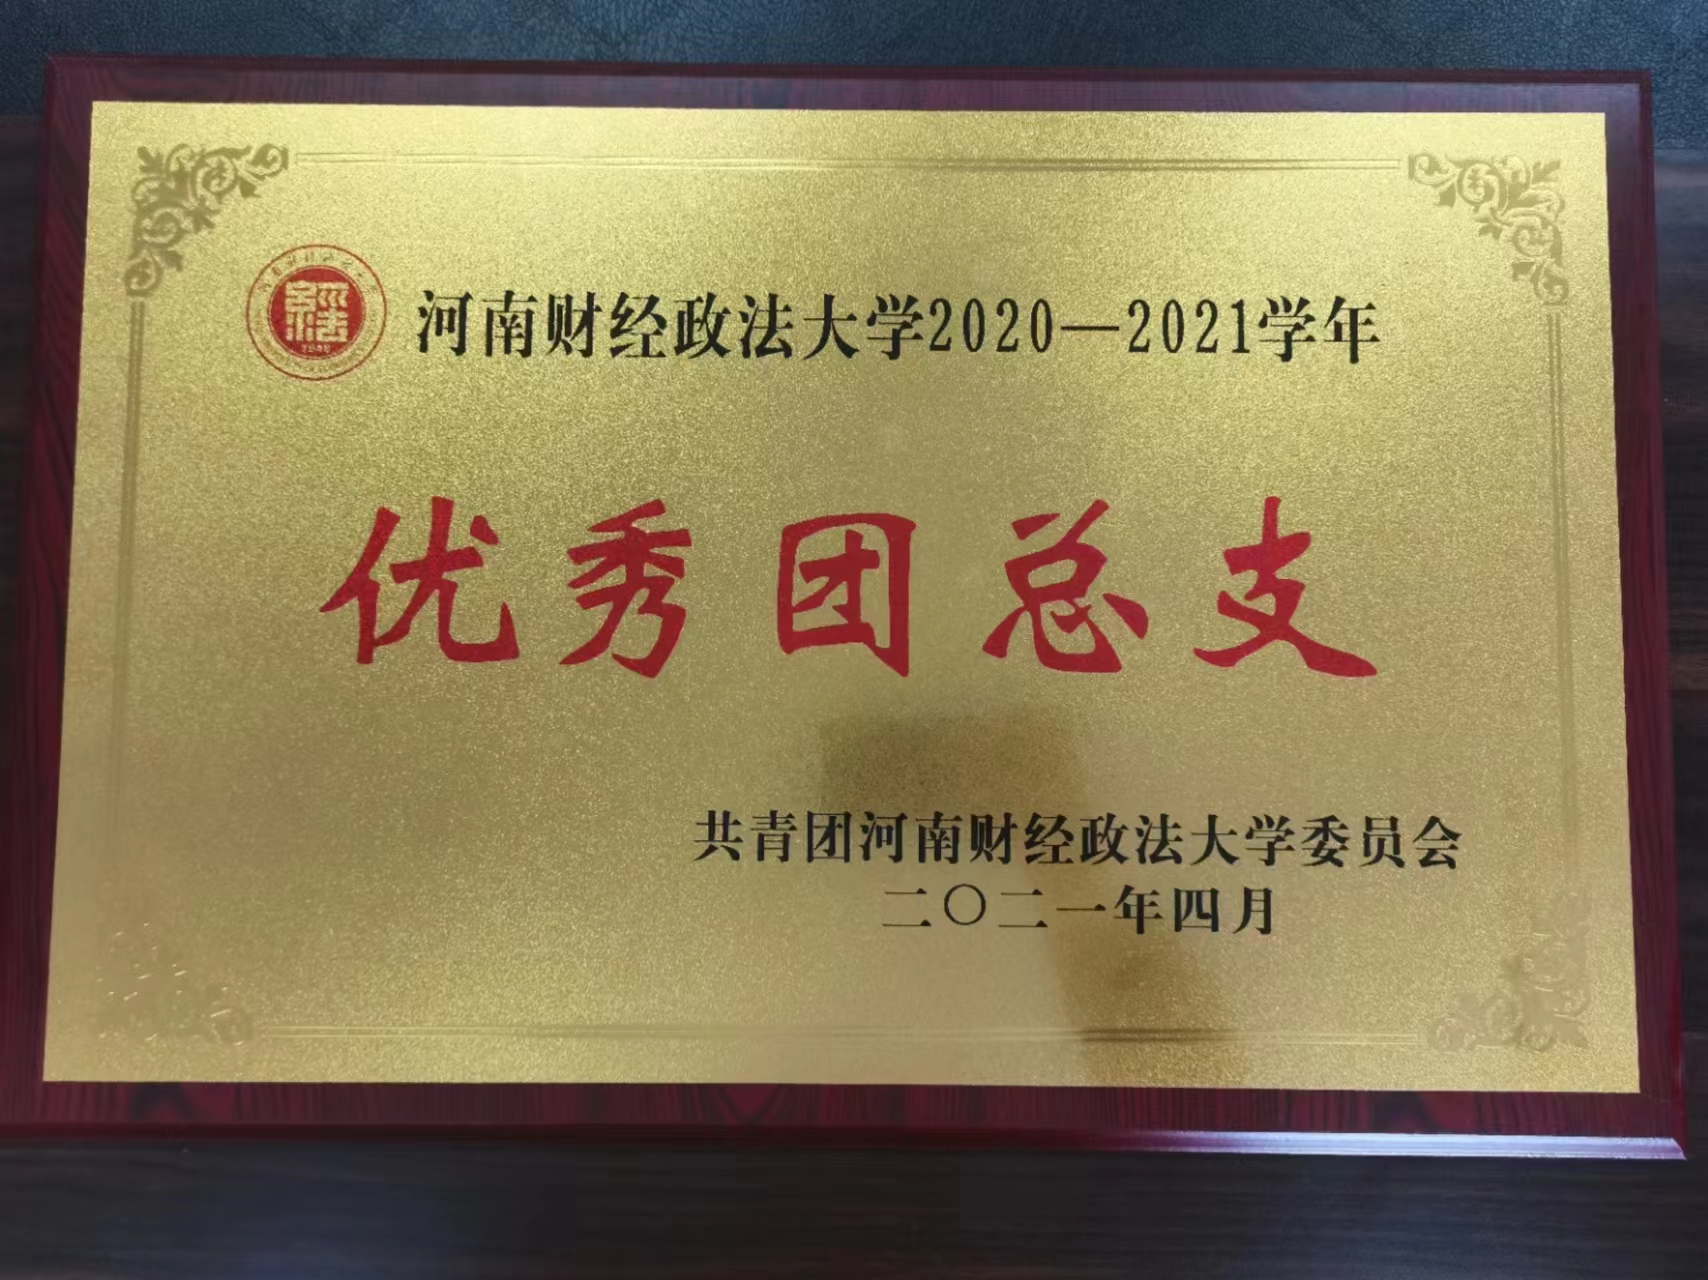 河南财经政法大学2020—2021学年
优秀团总支
共青团河南财经政法大学委员会
二〇二一年四月